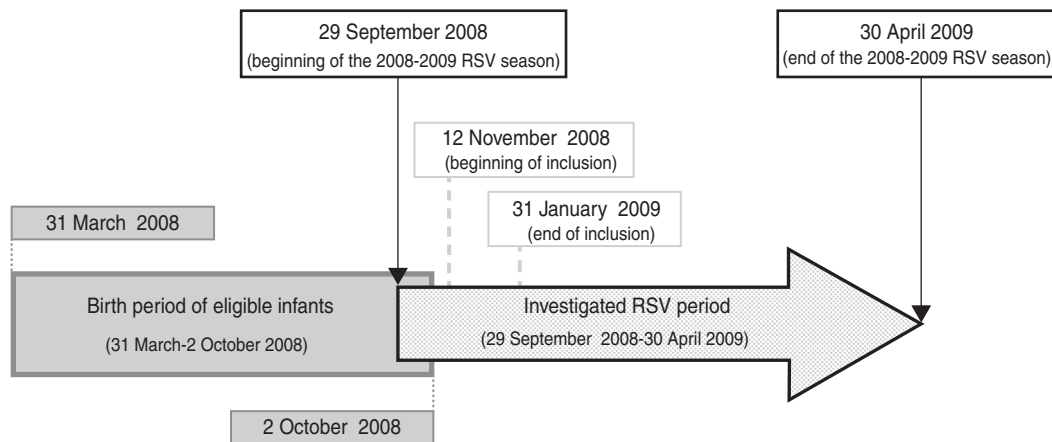 29 September 2008
(beginning of the 2008-2009 RSV season)
30 April 2009
(end of the 2008-2009 RSV season)
12 November 2008
(beginning of inclusion)
31 January 2009
(end of inclusion)
31 March 2008
Birth period of eligible infants
(31 March-2 October 2008)
Investigated RSV period
(29 September 2008-30 April 2009)
2 October 2008